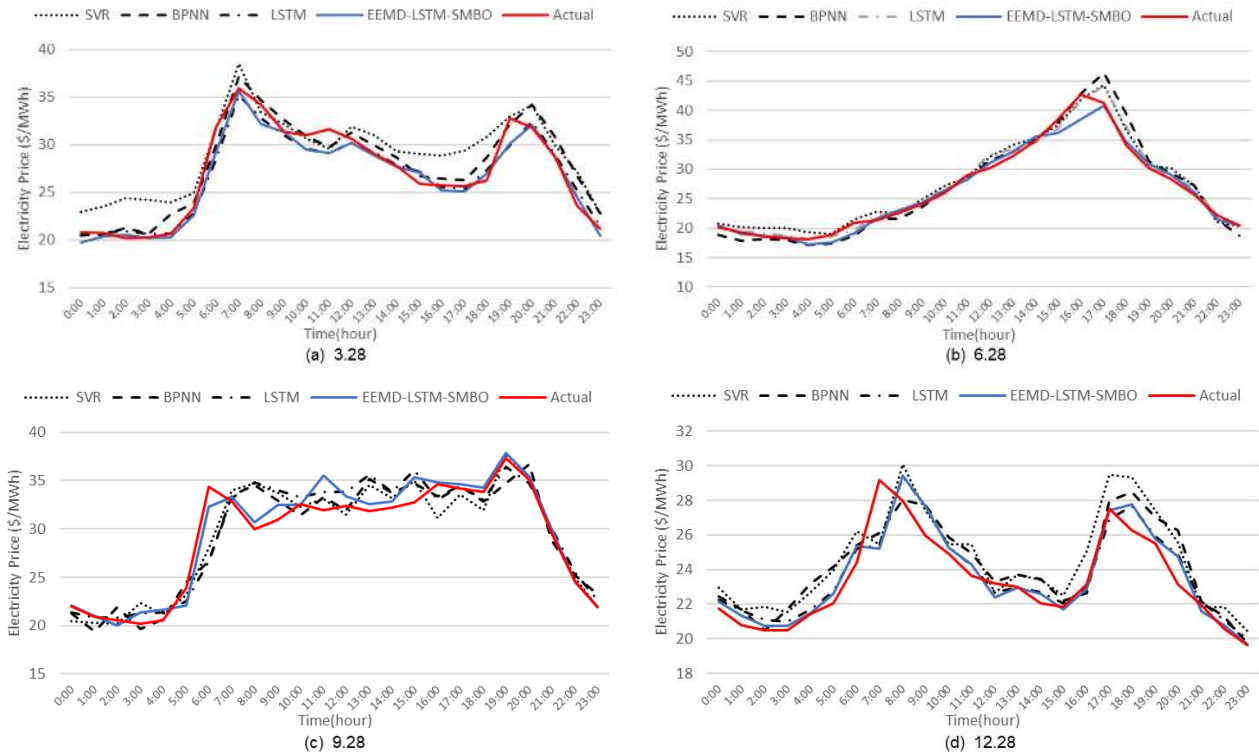 SVR BPNN LSTM EEMD-LSTM-SMBO Actual
Electricity Price ($/MWh)
40
35
30
25
20
15
0:00 1:00 2:00 3:00 4:00 5:00 6:00 7:00 8:00 9:00 10:00 11:00 12:00 13:00 14:00 15:00 16:00 17:00 18:00 19:00 20:00 21:00 22:00 23:00
Time(hour)
(a) 3.28
SVR BPNN LSTM EEMD-LSTM-SMBO Actual
Electricity Price ($/MWh)
50
45
40
35
30
25
20
15
10
0:00 1:00 2:00 3:00 4:00 5:00 6:00 7:00 8:00 9:00 10:00 11:00 12:00 13:00 14:00 15:00 16:00 17:00 18:00 19:00 20:00 21:00 22:00 23:00
Time(hour)
(b) 6.28
SVR BPNN LSTM EEMD-LSTM-SMBO Actual
Electricity Price ($/MWh)
40
35
30
25
20
15
0:00 1:00 2:00 3:00 4:00 5:00 6:00 7:00 8:00 9:00 10:00 11:00 12:00 13:00 14:00 15:00 16:00 17:00 18:00 19:00 20:00 21:00 22:00 23:00
Time(hour)
(c) 9.28
SVR BPNN LSTM EEMD-LSTM-SMBO Actual
Electricity Price ($/MWh)
32
30
28
26
24
22
20
18
0:00 1:00 2:00 3:00 4:00 5:00 6:00 7:00 8:00 9:00 10:00 11:00 12:00 13:00 14:00 15:00 16:00 17:00 18:00 19:00 20:00 21:00 22:00 23:00
Time(hour)
(d) 12.28